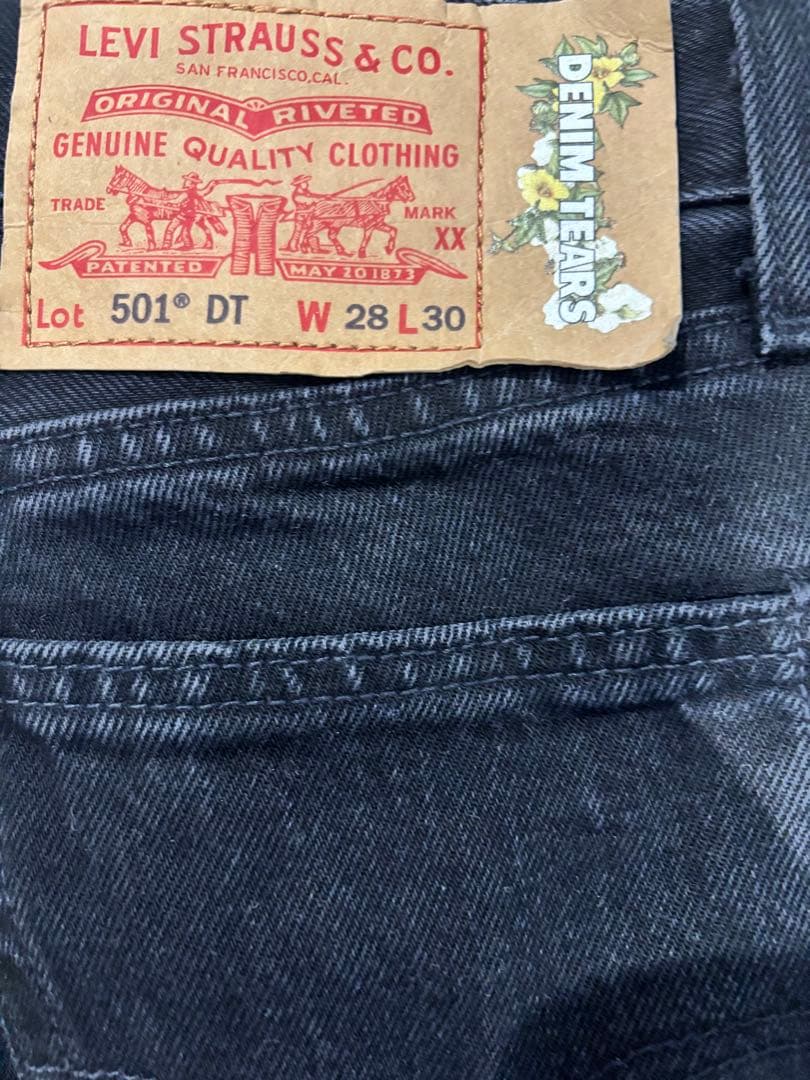 LEVI STRAUSS & CO.
SAN FRANCISCO, CAL.
ORIGINAL RIVETED
GENUINE QUALITY CLOTHING
TRADE MARK
XX
PATENTED MAY 20 1873
Lot 501® DT W 28 L 30
DENIM TEARS